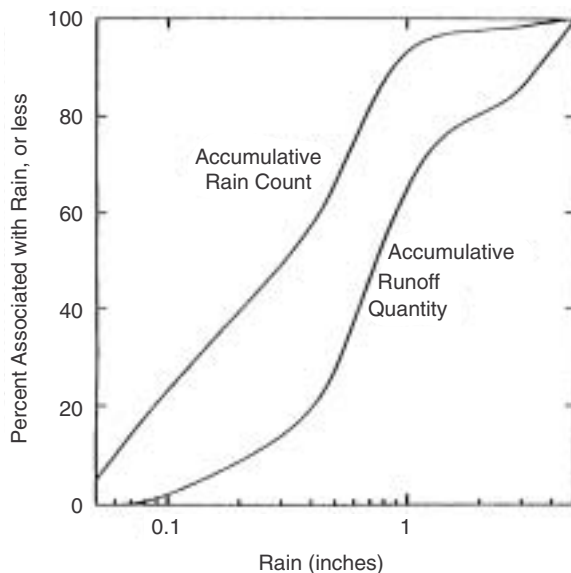 Percent Associated with Rain, or less
100
80
60
40
20
0
Accumulative
Rain Count
Accumulative
Runoff
Quantity
0.1
1
Rain (inches)